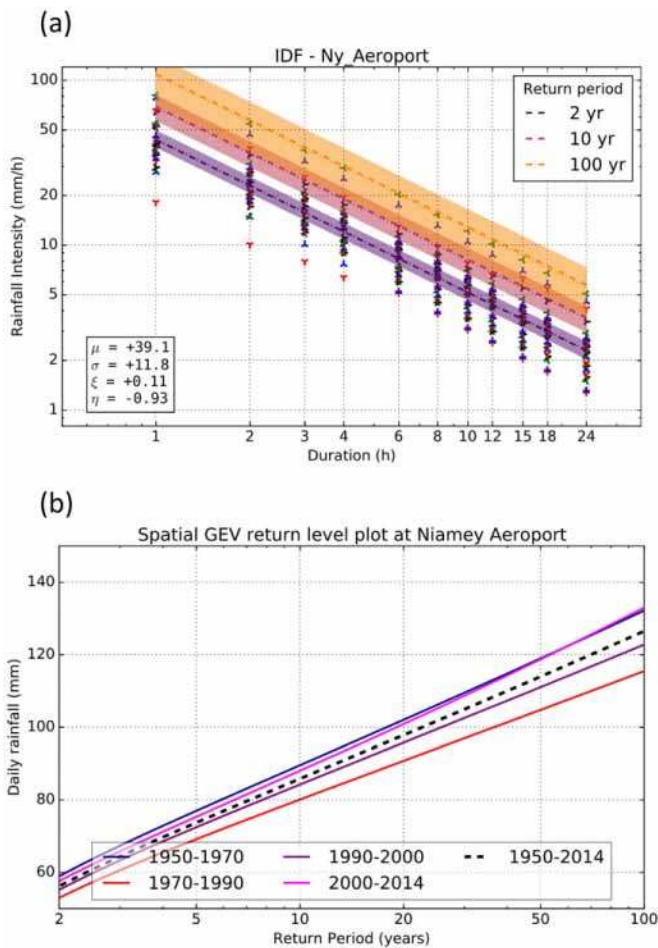 (a)
IDF - Ny_Aeroport
Rainfall Intensity (mm/h)
100
50
20
10
5
2
1
Return period
2 yr
10 yr
100 yr
μ = +39.1
σ = +11.8
ξ = +0.11
η = -0.93
1 2 3 4 6 8 10 12 15 18 24
Duration (h)
(b)
Spatial GEV return level plot at Niamey Aeroport
Daily rainfall (mm)
140
120
100
80
60
1950-1970 1990-2000 1950-2014
1970-1990 2000-2014
2 5 10 20 50 100
Return Period (years)